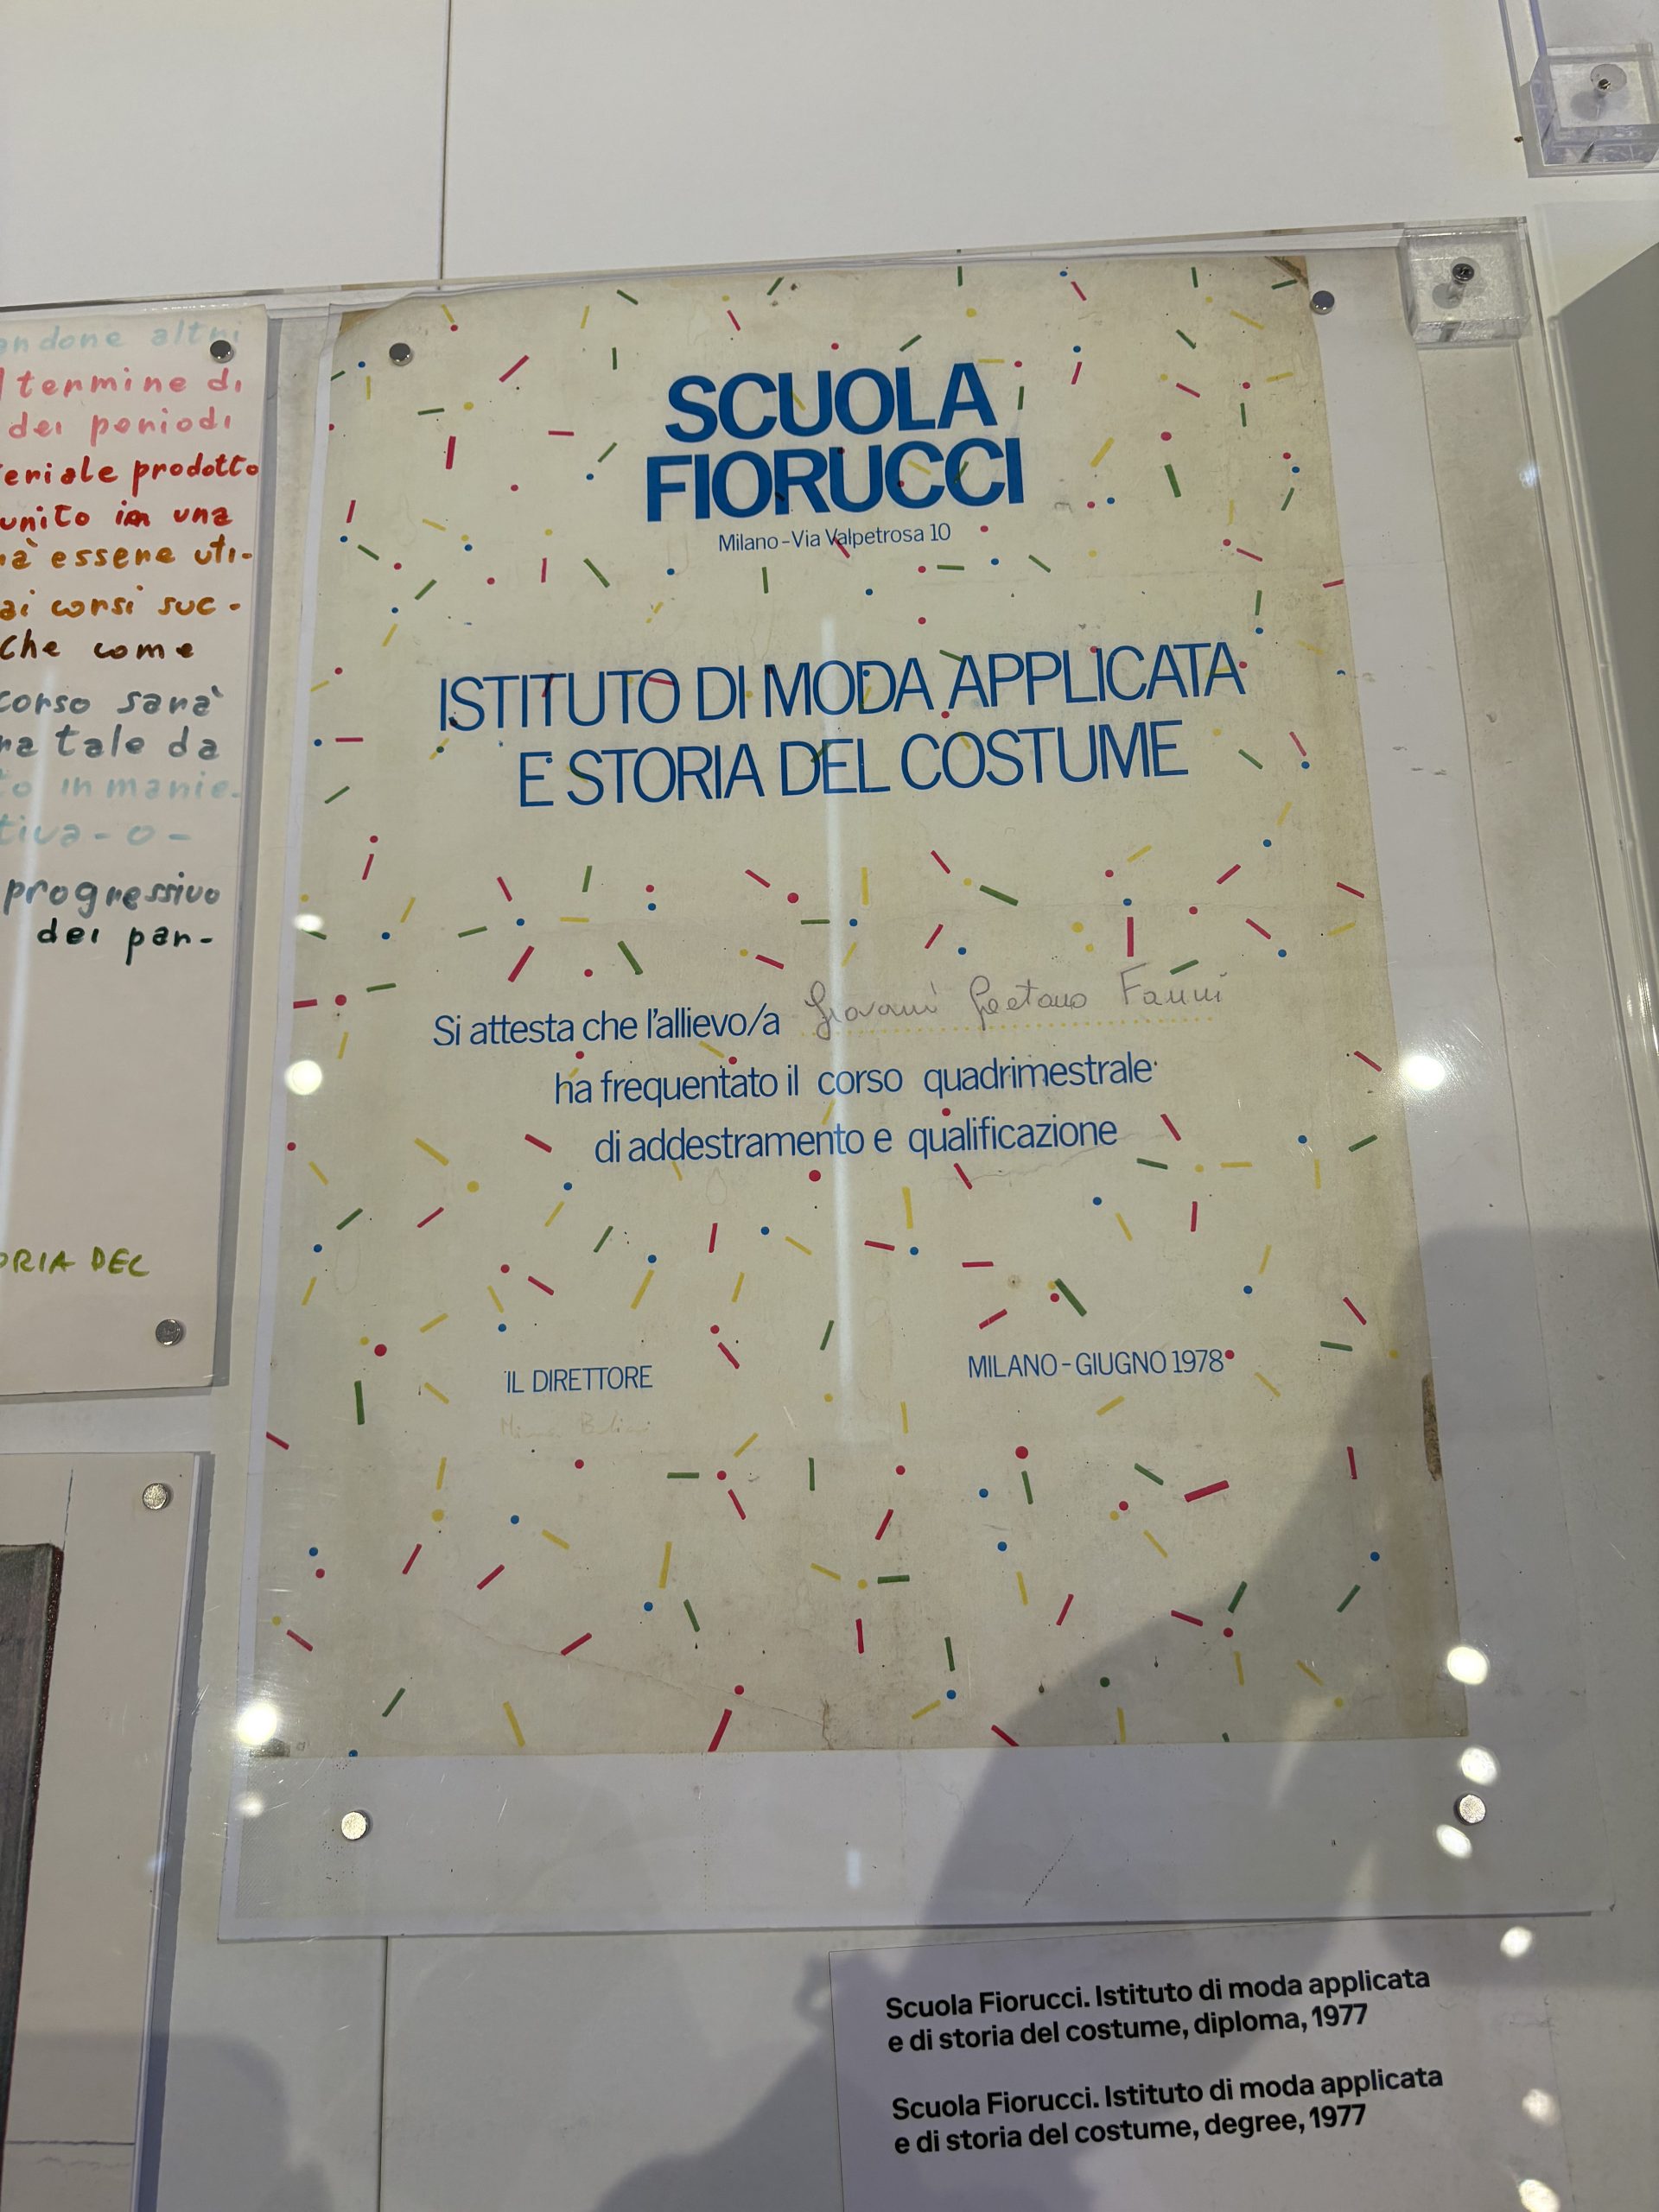 andone altri
termine di
dei periodi
eriale prodotto
unito in una
rà essere uti-
ai corsi suc-
che come
corso sarà
ra tale da
to in manie-
tiva-o-
progressivo
dei par-
ORIA DEL
SCUOLA
FIORUCCI
Milano-Via Valpetrosa 10
ISTITUTO DI MODA APPLICATA
E STORIA DEL COSTUME
Si attesta che l'allievo/a Giovanni Gaetano Fanni
ha frequentato il corso quadrimestrale
di addestramento e qualificazione
IL DIRETTORE
MILANO-GIUGNO 1978
Scuola Fiorucci. Istituto di moda applicata
e di storia del costume, diploma, 1977
Scuola Fiorucci. Istituto di moda applicata
e di storia del costume, degree, 1977